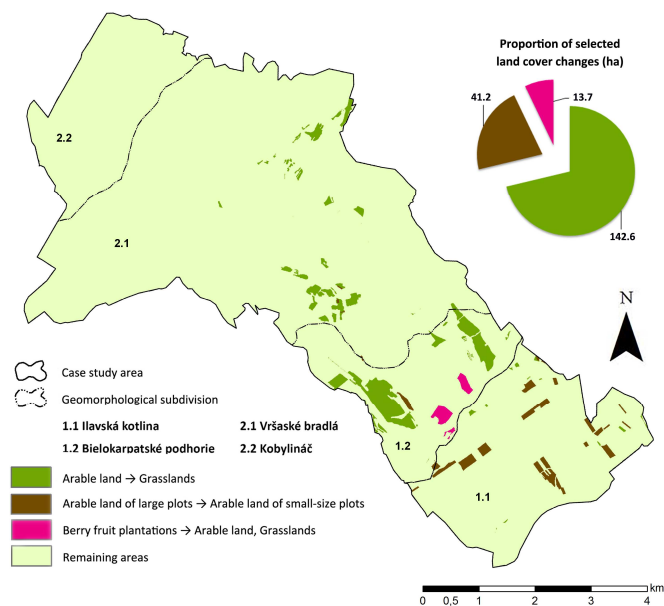 Proportion of selected
land cover changes (ha)
41.2
13.7
142.6
2.2
2.1
N
1.2
1.1
Case study area
Geomorphological subdivision
1.1 Ilavská kotlina
2.1 Vršaské bradlá
1.2 Bielokarpatské podhorie
2.2 Kobylináč
Arable land → Grasslands
Arable land of large plots → Arable land of small-size plots
Berry fruit plantations → Arable land, Grasslands
Remaining areas
km
0 0,5 1 2 3 4